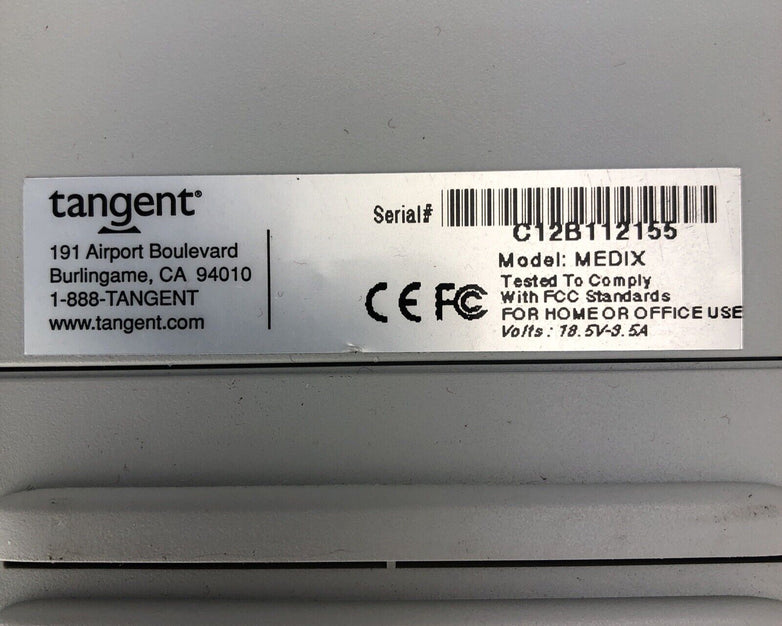 tangent®
191 Airport Boulevard
Burlingame, CA 94010
1-888-TANGENT
www.tangent.com
Serial#
C12B112155
Model: MEDIX
CE FC
Tested To Comply
With FCC Standards
FOR HOME OR OFFICE USE
Volts: 18.5V-3.5A